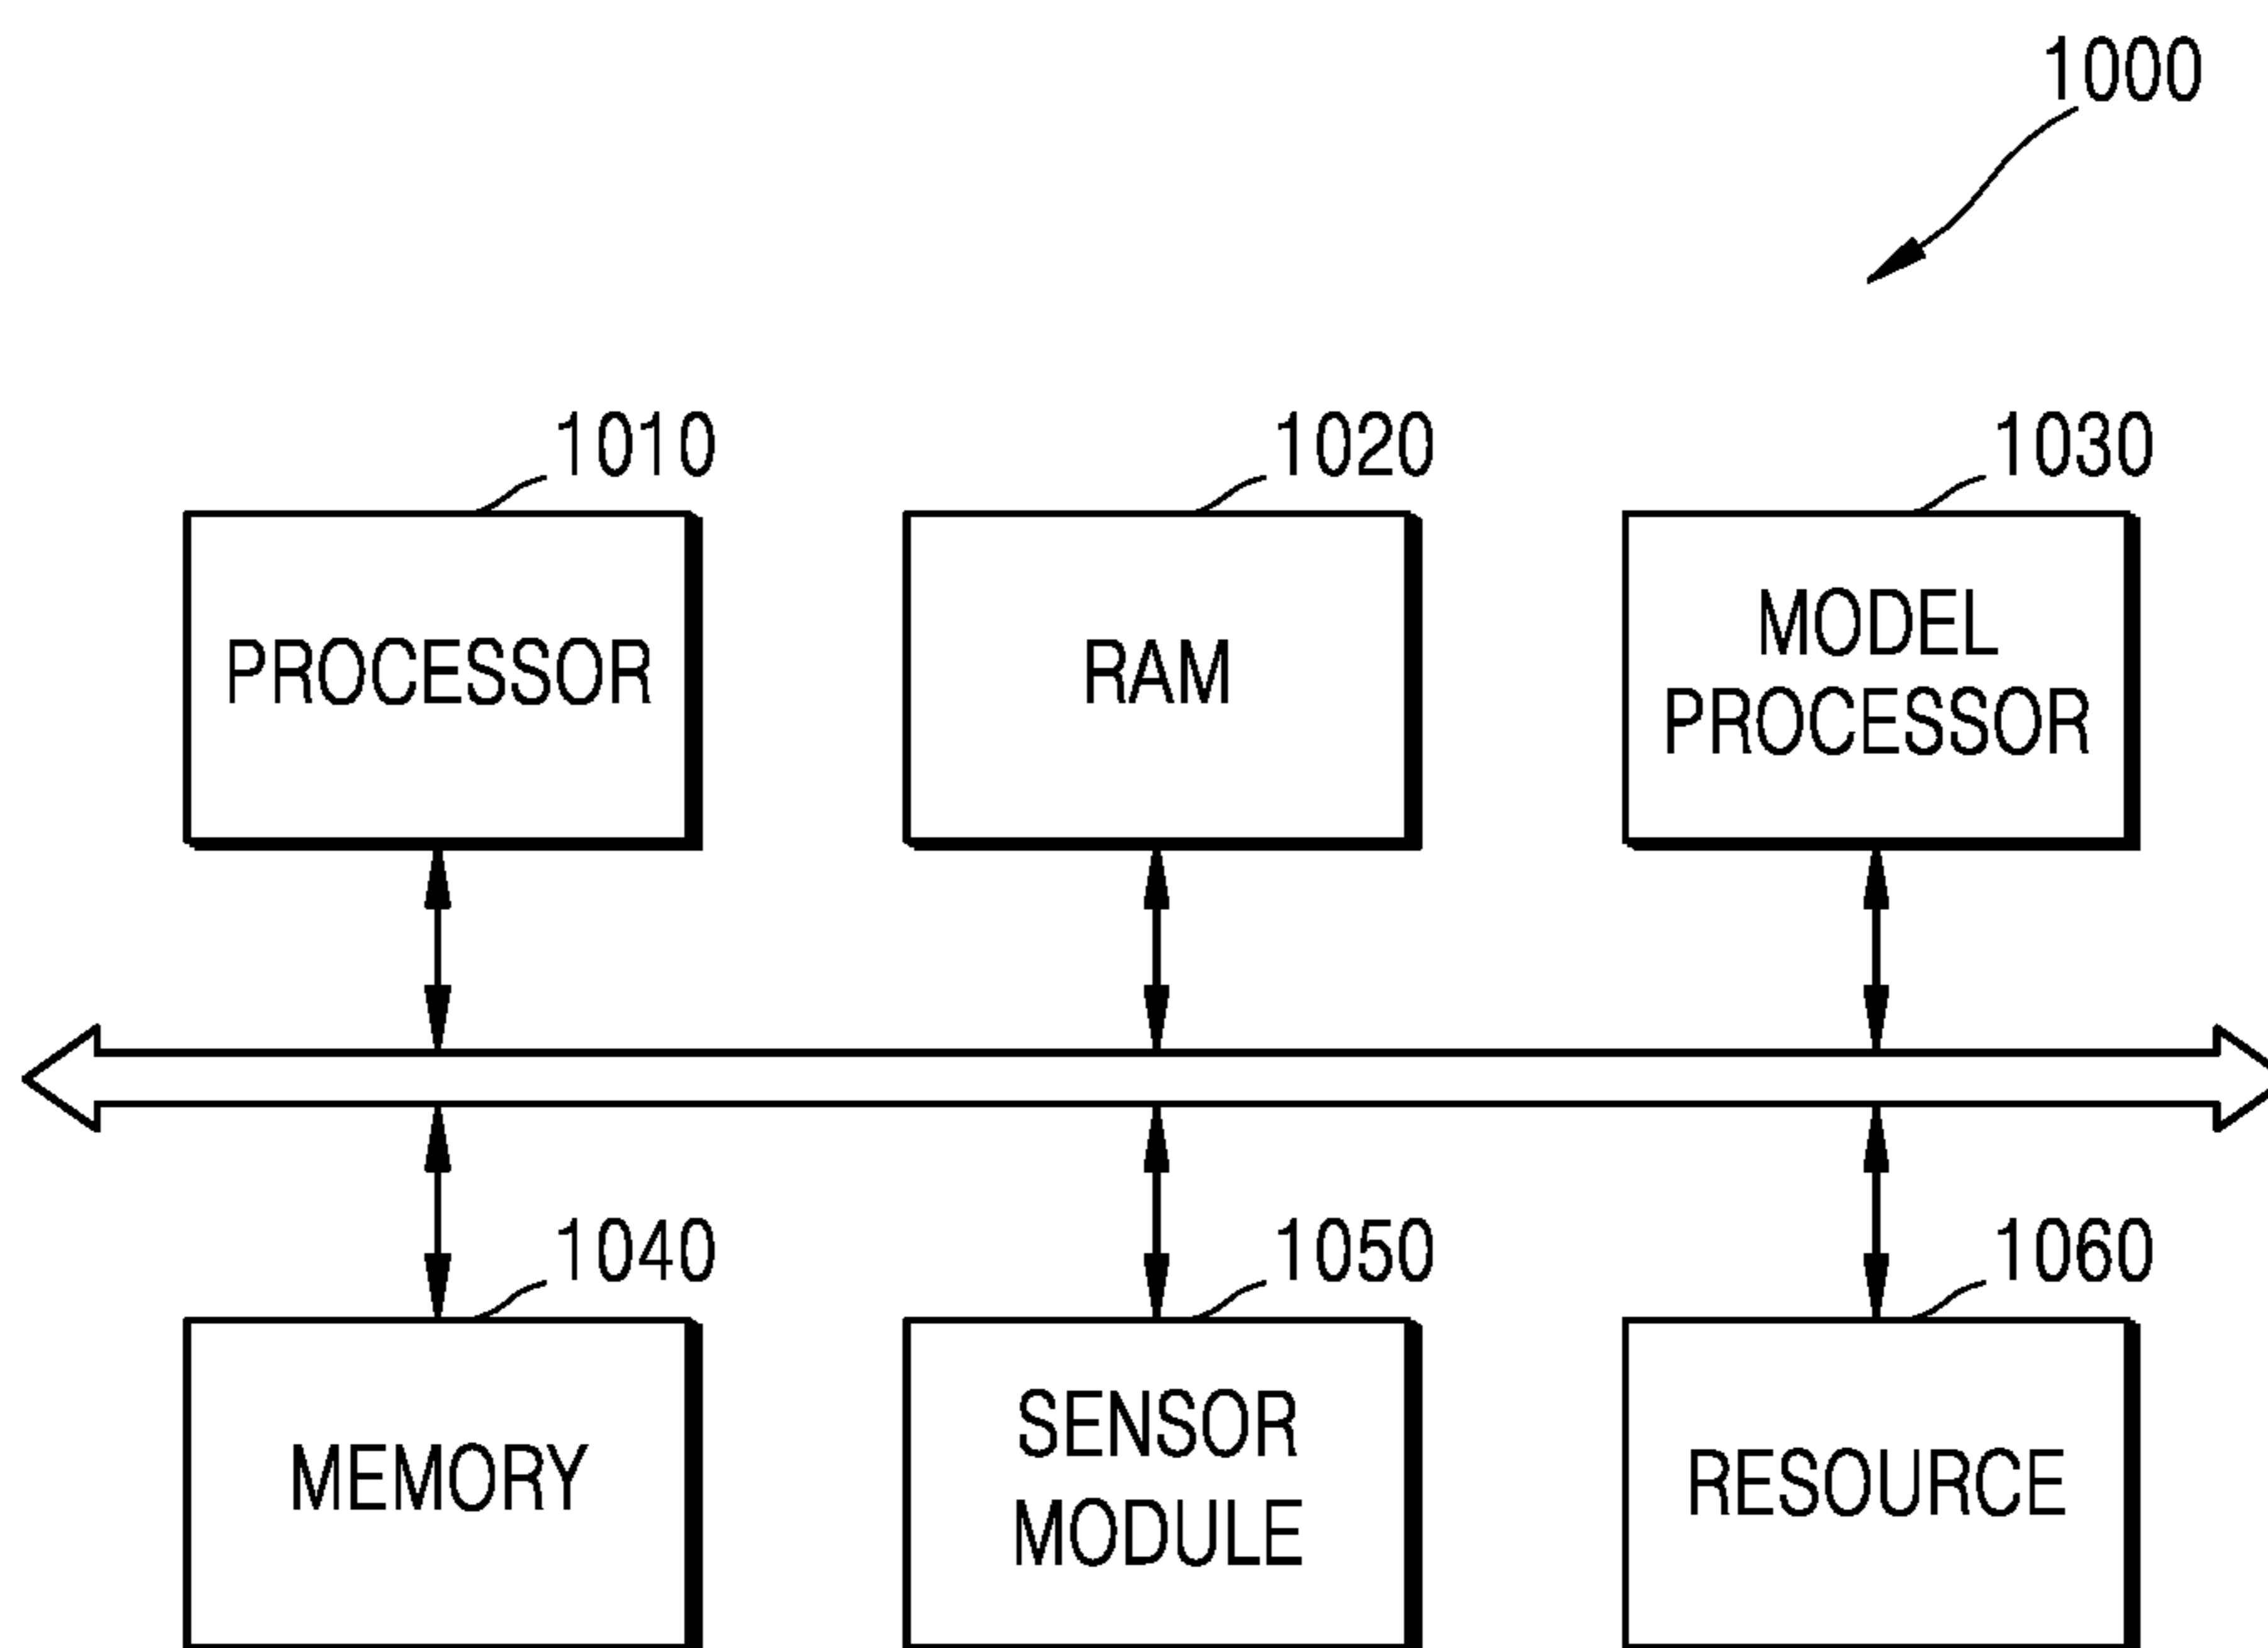 1000
1010
1020
1030
PROCESSOR
RAM
MODEL
PROCESSOR
1040
1050
1060
MEMORY
SENSOR
MODULE
RESOURCE